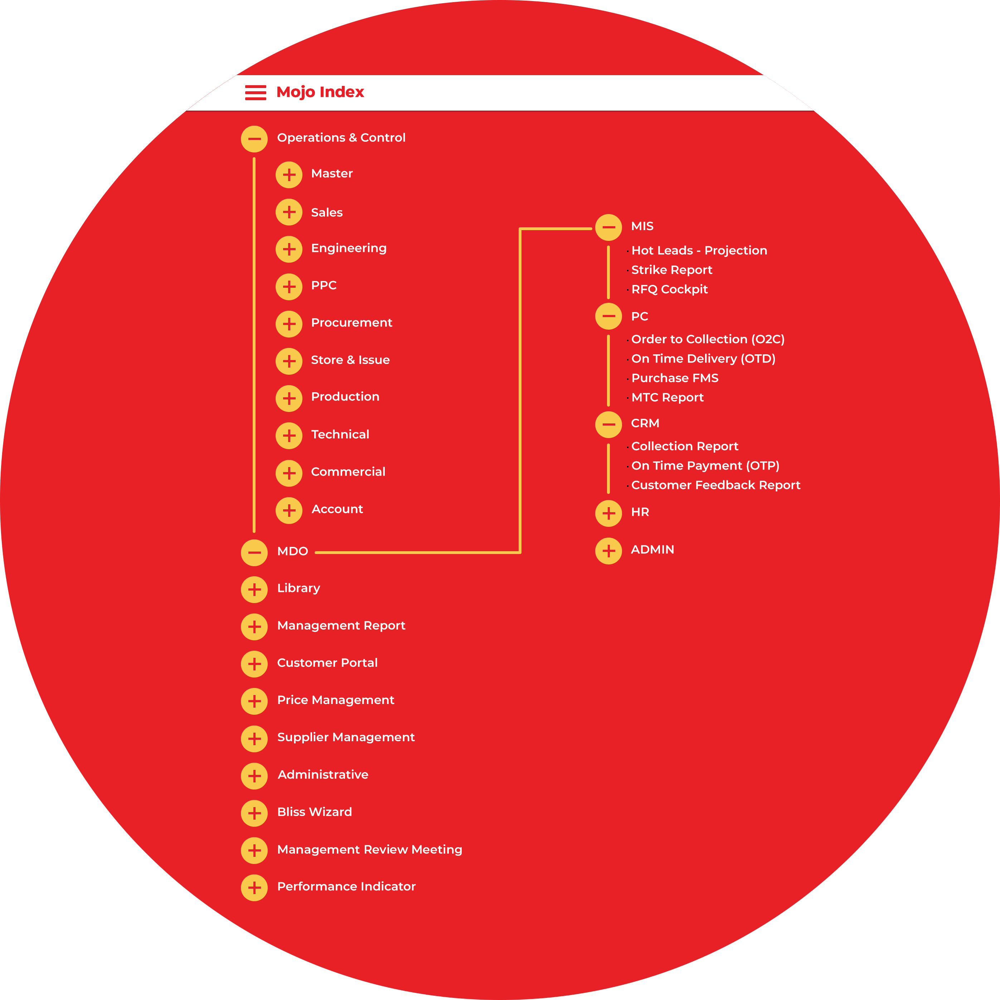 Mojo Index
Operations & Control
Master
Sales
Engineering
PPC
Procurement
Store & Issue
Production
Technical
Commercial
Account
MDO
Library
Management Report
Customer Portal
Price Management
Supplier Management
Administrative
Bliss Wizard
Management Review Meeting
Performance Indicator
MIS
· Hot Leads - Projection
· Strike Report
· RFQ Cockpit
PC
· Order to Collection (O2C)
· On Time Delivery (OTD)
· Purchase FMS
· MTC Report
CRM
· Collection Report
· On Time Payment (OTP)
· Customer Feedback Report
HR
ADMIN